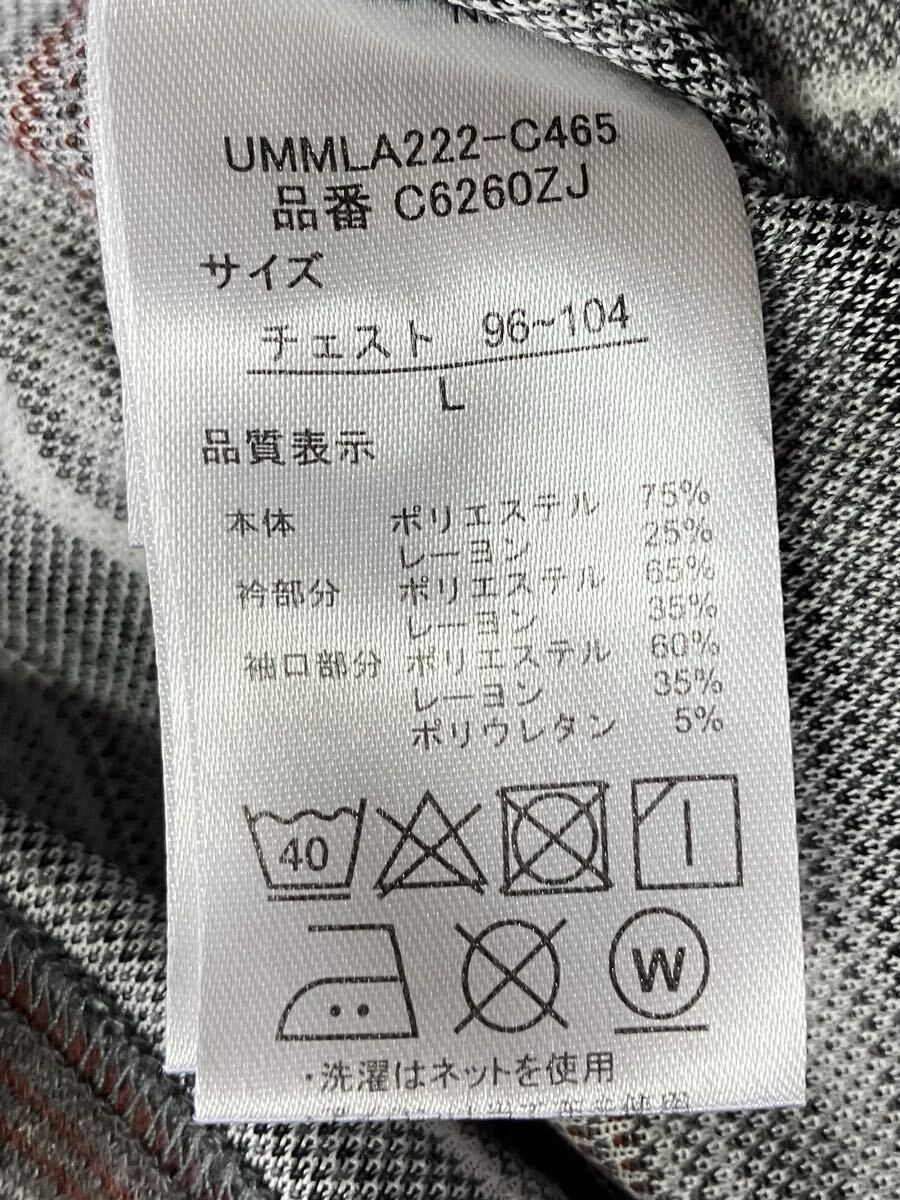 UMMLA222-C465
品番 C6260ZJ
サイズ
チェスト 96~104
L
品質表示
本体 ポリエステル 75%
レーヨン 25%
衿部分 ポリエステル 65%
レーヨン 35%
袖口部分 ポリエステル 60%
レーヨン 35%
ポリウレタン 5%
40
W
・洗濯はネットを使用